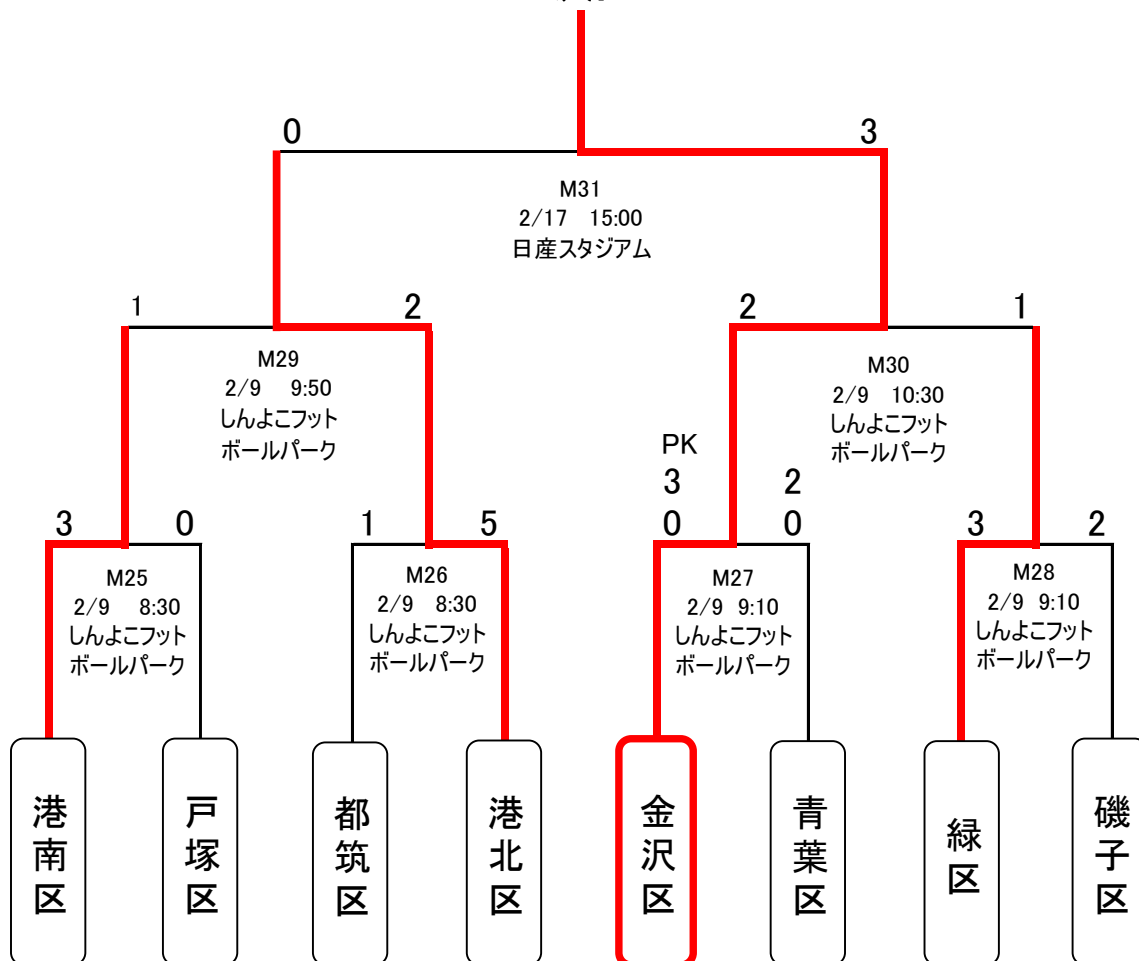 0 3
M31
2/17 15:00
日産スタジアム
1 2 2 1
M29
2/9 9:50
しんよこフット
ボールパーク
M30
2/9 10:30
しんよこフット
ボールパーク
PK
3 2
3 0 1 5 0 0 3 2
M25
2/9 8:30
しんよこフット
ボールパーク
M26
2/9 8:30
しんよこフット
ボールパーク
M27
2/9 9:10
しんよこフット
ボールパーク
M28
2/9 9:10
しんよこフット
ボールパーク
港南区
戸塚区
都筑区
港北区
金沢区
青葉区
緑区
磯子区